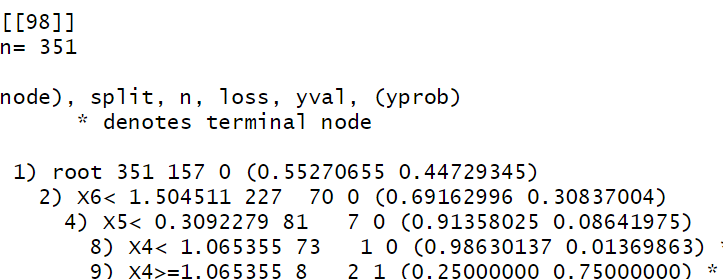 [[98]]
n= 351
node), split, n, loss, yval, (yprob)
* denotes terminal node
1) root 351 157 0 (0.55270655 0.44729345)
2) X6< 1.504511 227 70 0 (0.69162996 0.30837004)
4) X5< 0.3092279 81 7 0 (0.91358025 0.08641975)
8) X4< 1.065355 73 1 0 (0.98630137 0.01369863) *
9) X4>=1.065355 8 2 1 (0.25000000 0.75000000) *